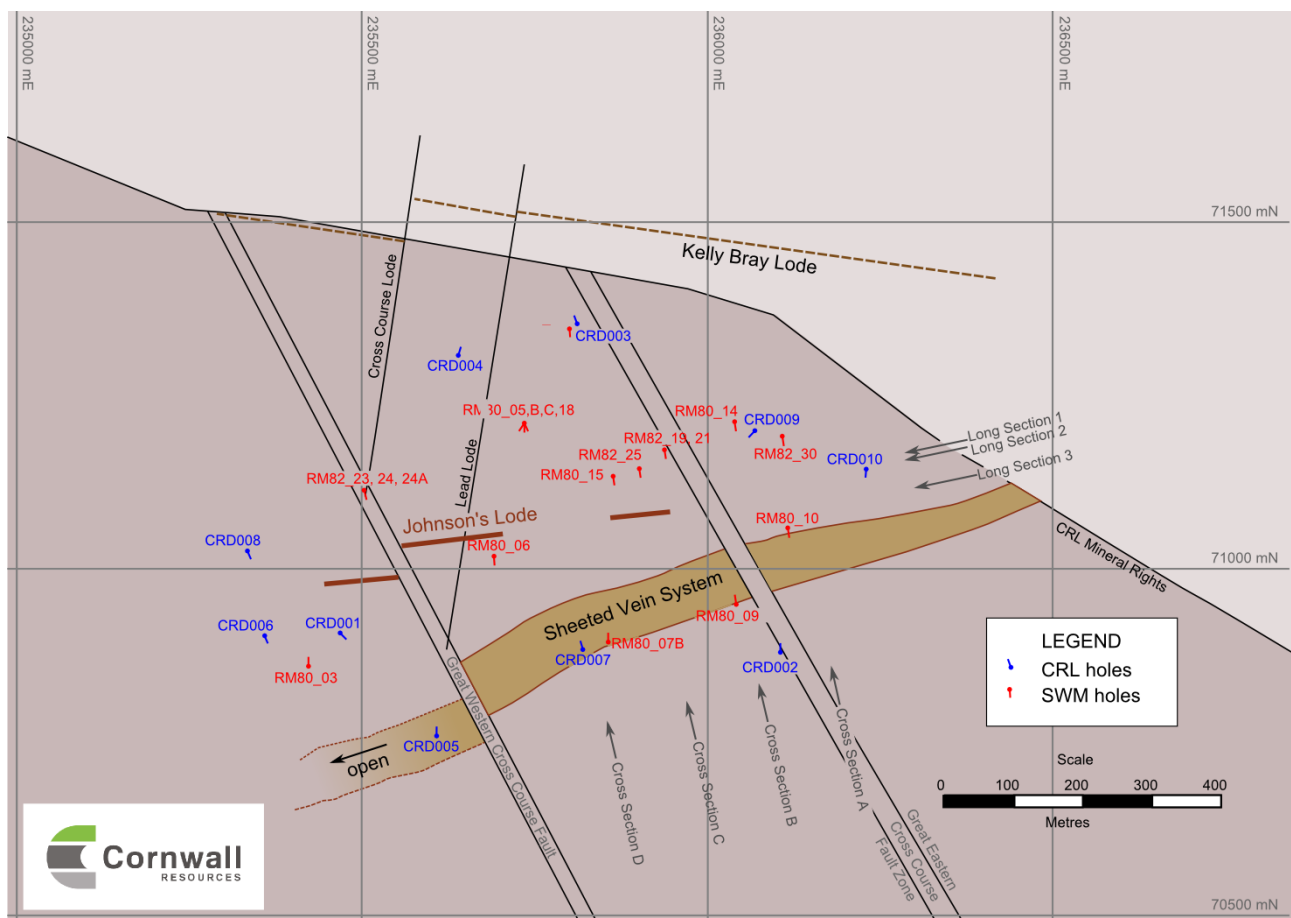 235000 mE
235500 mE
236000 mE
236500 mE
71500 mN
Kelly Bray Lode
Cross Course Lode
CRD003
CRD004
Lead Lode
RM80_05,B,C,18
RM80_14
CRD009
RM82_19, 21
RM82_30
Long Section 1
Long Section 2
Long Section 3
RM82_25
RM80_15
CRD010
RM82_23, 24, 24A
Johnson's Lode
RM80_10
CRD008
RM80_06
71000 mN
CRL Mineral Rights
Sheeted Vein System
RM80_09
CRD006
CRD001
RM80_07B
CRD007
CRD002
RM80_03
LEGEND
CRL holes
SWM holes
Great Western Cross Course Fault
CRD005
open
Cross Section D
Cross Section C
Cross Section B
Cross Section A
Great Eastern
Cross Course
Fault Zone
Scale
0 100 200 300 400
Metres
Cornwall
RESOURCES
70500 mN